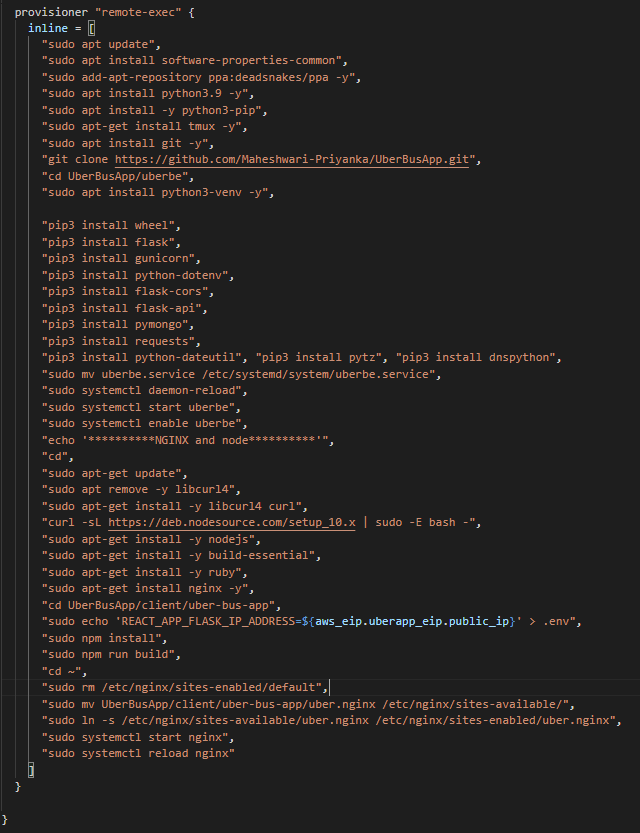 provisioner "remote-exec" {
inline = [
"sudo apt update",
"sudo apt install software-properties-common",
"sudo add-apt-repository ppa:deadsnakes/ppa -y",
"sudo apt install python3.9 -y",
"sudo apt install -y python3-pip",
"sudo apt-get install tmux -y",
"sudo apt install git -y",
"git clone https://github.com/Maheshwari-Priyanka/UberBusApp.git",
"cd UberBusApp/uberbe",
"sudo apt install python3-venv -y",
"pip3 install wheel",
"pip3 install flask",
"pip3 install gunicorn",
"pip3 install python-dotenv",
"pip3 install flask-cors",
"pip3 install flask-api",
"pip3 install pymongo",
"pip3 install requests",
"pip3 install python-dateutil", "pip3 install pytz", "pip3 install dnspython",
"sudo mv uberbe.service /etc/systemd/system/uberbe.service",
"sudo systemctl daemon-reload",
"sudo systemctl start uberbe",
"sudo systemctl enable uberbe",
"echo '**********NGINX and node**********'",
"cd",
"sudo apt-get update",
"sudo apt remove -y libcurl4",
"sudo apt-get install -y libcurl4 curl",
"curl -sL https://deb.nodesource.com/setup_10.x | sudo -E bash -",
"sudo apt-get install -y nodejs",
"sudo apt-get install -y build-essential",
"sudo apt-get install -y ruby",
"sudo apt-get install nginx -y",
"cd UberBusApp/client/uber-bus-app",
"sudo echo 'REACT_APP_FLASK_IP_ADDRESS=${aws_eip.uberapp_eip.public_ip}' > .env",
"sudo npm install",
"sudo npm run build",
"cd ~",
"sudo rm /etc/nginx/sites-enabled/default",
"sudo mv UberBusApp/client/uber-bus-app/uber.nginx /etc/nginx/sites-available/",
"sudo ln -s /etc/nginx/sites-available/uber.nginx /etc/nginx/sites-enabled/uber.nginx",
"sudo systemctl start nginx",
"sudo systemctl reload nginx"
]
}
}